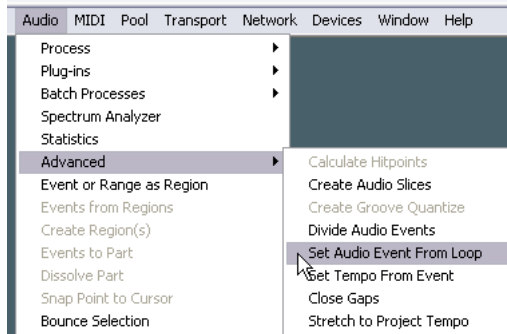 Audio MIDI Pool Transport Network Devices Window Help
Process
Plug-ins
Batch Processes
Spectrum Analyzer
Statistics
Advanced
Event or Range as Region
Events from Regions
Create Region(s)
Events to Part
Dissolve Part
Snap Point to Cursor
Bounce Selection
Calculate Hitpoints
Create Audio Slices
Create Groove Quantize
Divide Audio Events
Set Audio Event From Loop
Set Tempo From Event
Close Gaps
Stretch to Project Tempo